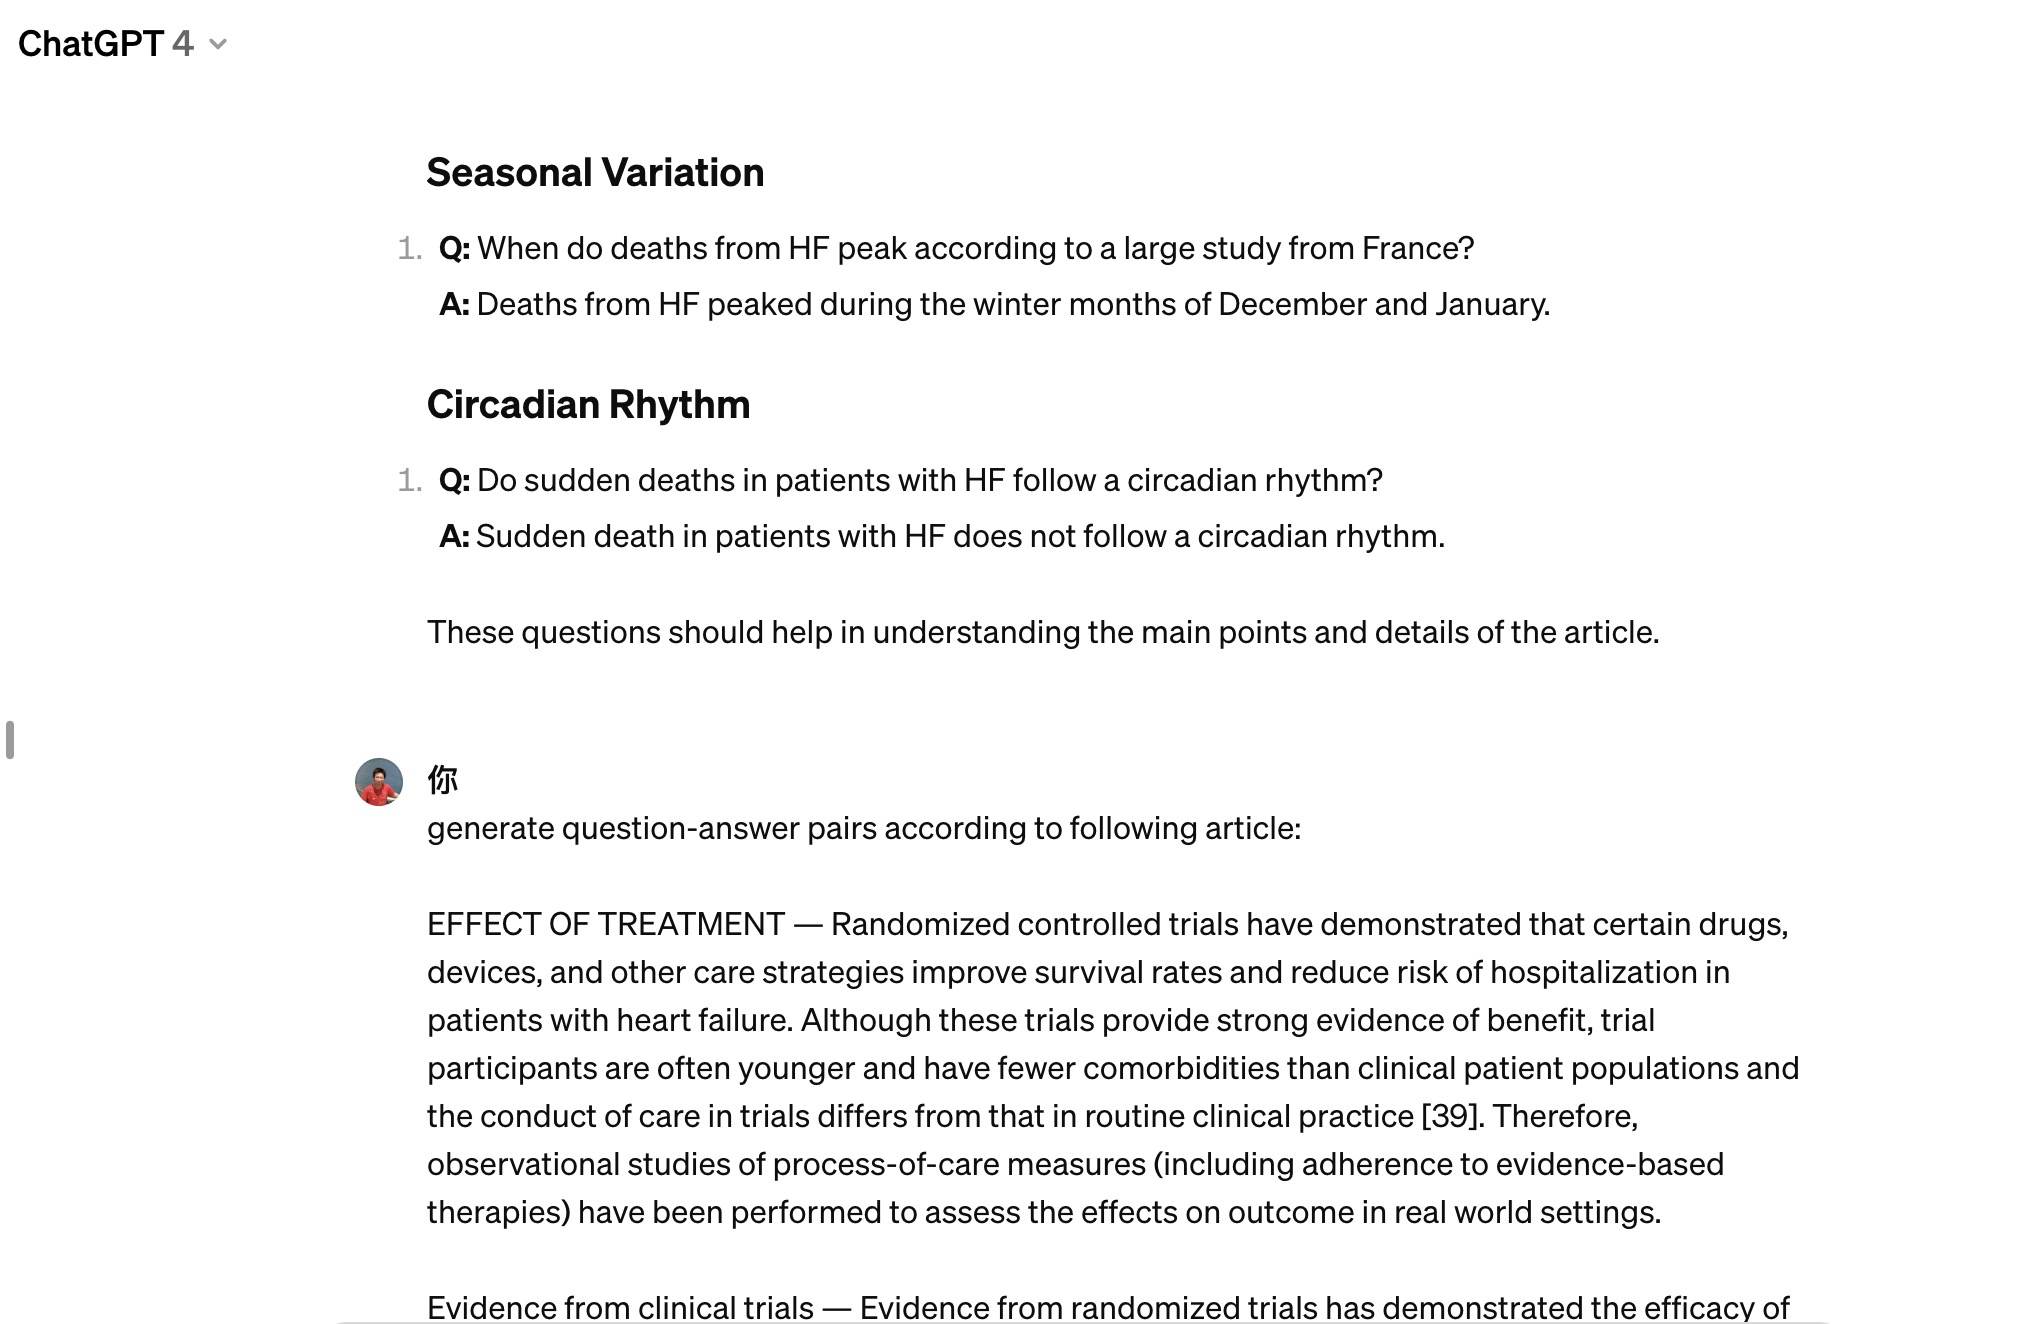 ChatGPT 4
Seasonal Variation
1. Q: When do deaths from HF peak according to a large study from France?
A: Deaths from HF peaked during the winter months of December and January.
Circadian Rhythm
1. Q: Do sudden deaths in patients with HF follow a circadian rhythm?
A: Sudden death in patients with HF does not follow a circadian rhythm.
These questions should help in understanding the main points and details of the article.
你
generate question-answer pairs according to following article:
EFFECT OF TREATMENT — Randomized controlled trials have demonstrated that certain drugs,
devices, and other care strategies improve survival rates and reduce risk of hospitalization in
patients with heart failure. Although these trials provide strong evidence of benefit, trial
participants are often younger and have fewer comorbidities than clinical patient populations and
the conduct of care in trials differs from that in routine clinical practice [39]. Therefore,
observational studies of process-of-care measures (including adherence to evidence-based
therapies) have been performed to assess the effects on outcome in real world settings.
Evidence from clinical trials — Evidence from randomized trials has demonstrated the efficacy of